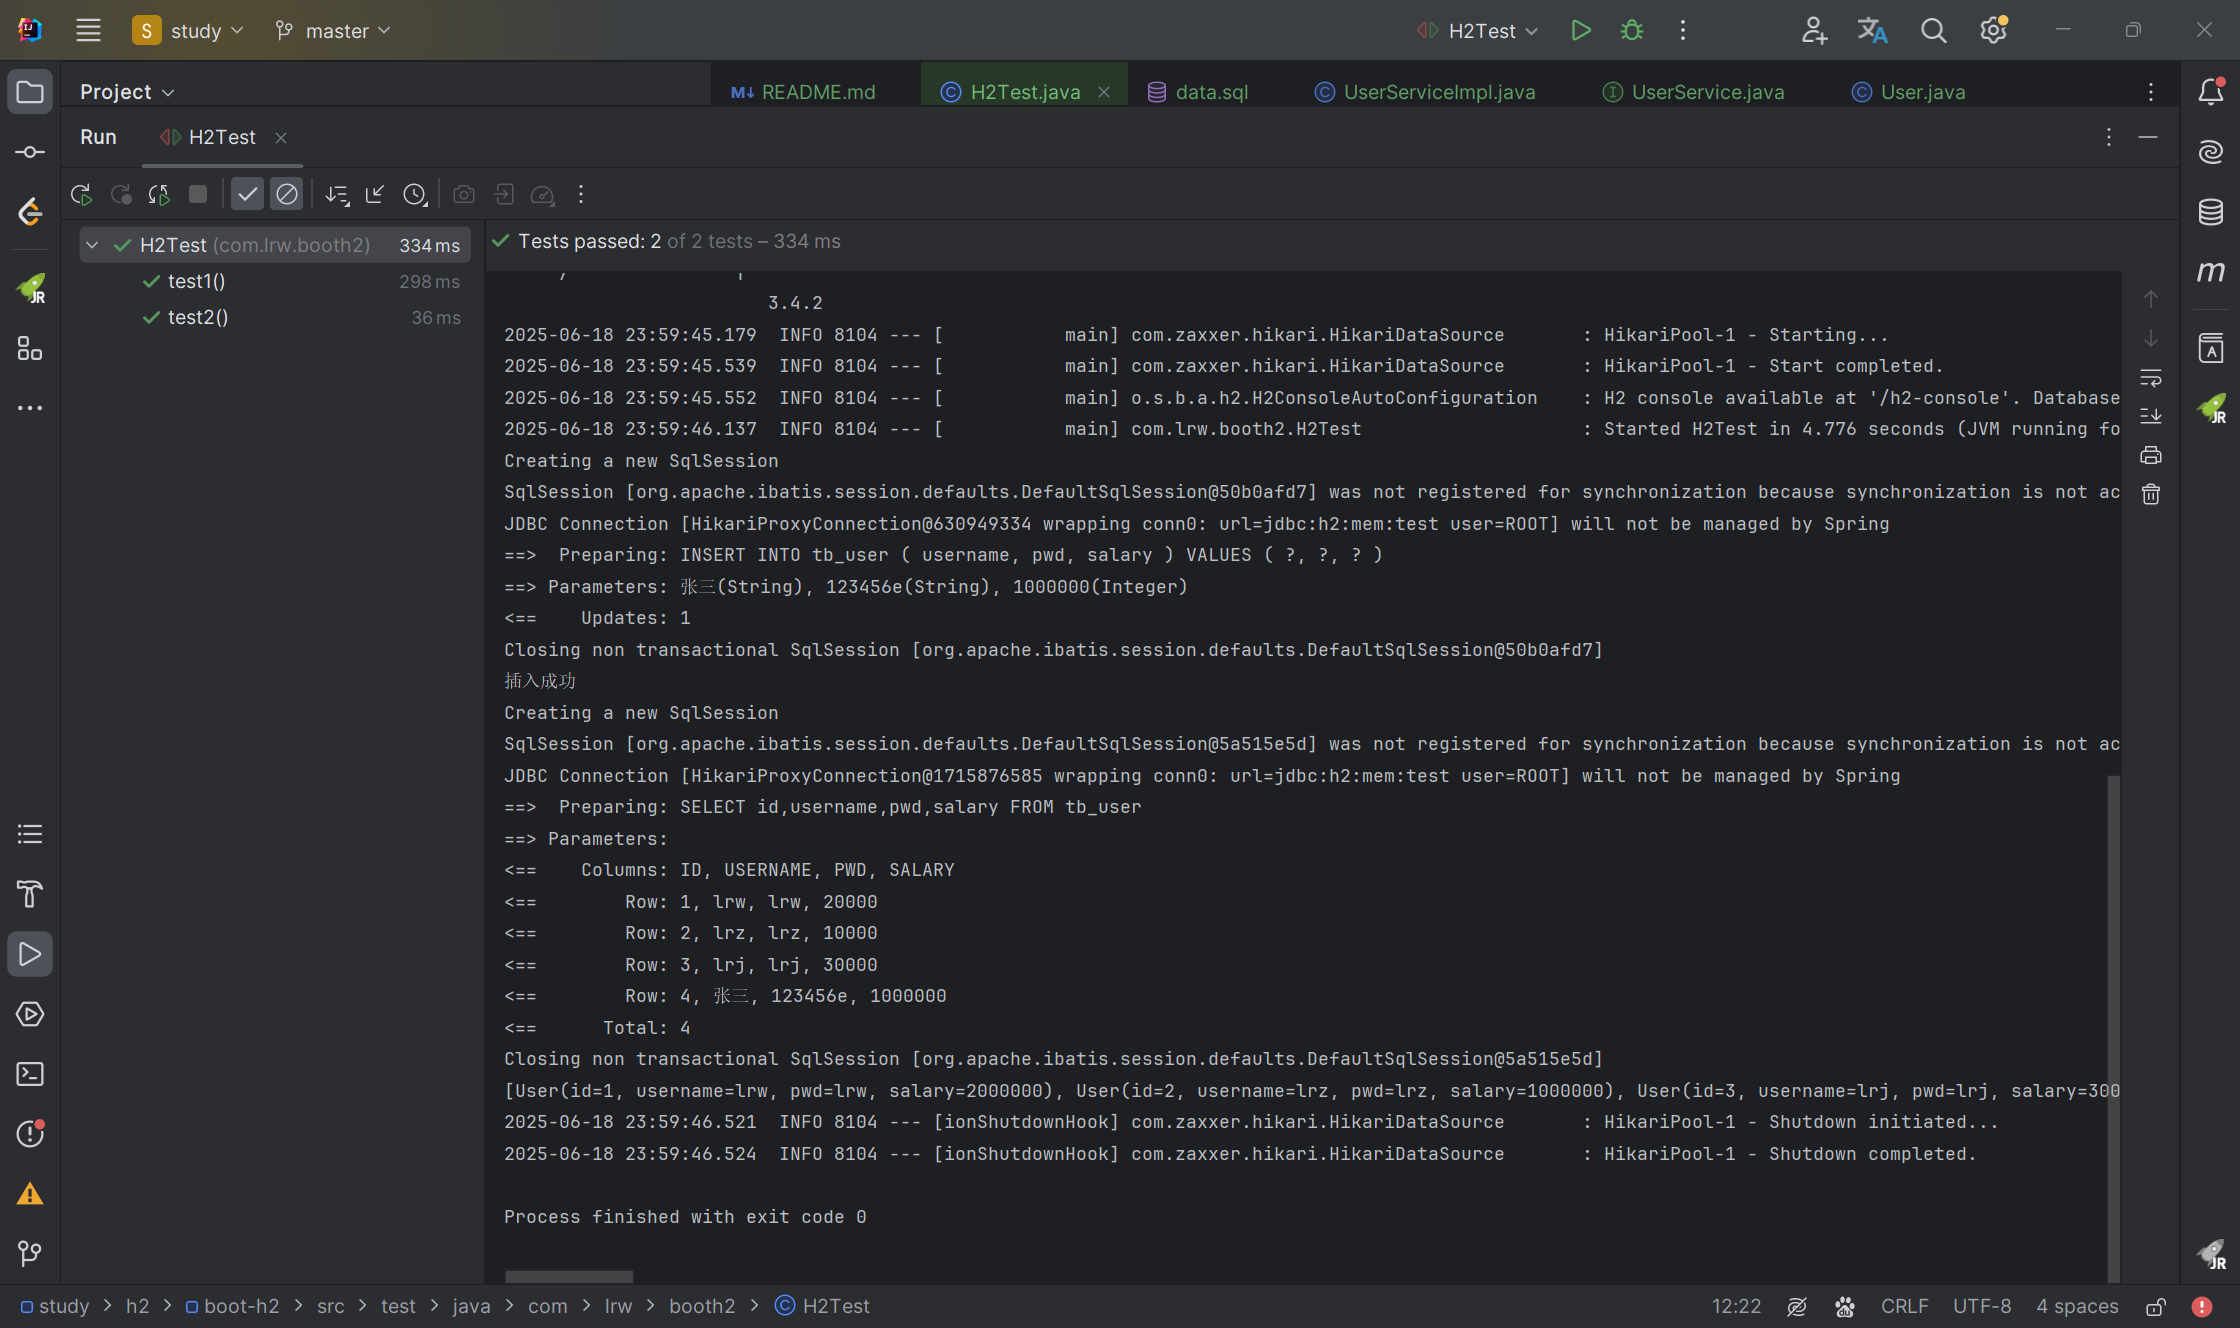 S study master H2Test
Project M↓ README.md H2Test.java data.sql UserServiceImpl.java UserService.java User.java
Run H2Test
H2Test (com.lrw.booth2) 334 ms
test1() 298 ms
test2() 36 ms
Tests passed: 2 of 2 tests – 334 ms
3.4.2
2025-06-18 23:59:45.179  INFO 8104 --- [           main] com.zaxxer.hikari.HikariDataSource       : HikariPool-1 - Starting...
2025-06-18 23:59:45.539  INFO 8104 --- [           main] com.zaxxer.hikari.HikariDataSource       : HikariPool-1 - Start completed.
2025-06-18 23:59:45.552  INFO 8104 --- [           main] o.s.b.a.h2.H2ConsoleAutoConfiguration    : H2 console available at '/h2-console'. Database
2025-06-18 23:59:46.137  INFO 8104 --- [           main] com.lrw.booth2.H2Test                    : Started H2Test in 4.776 seconds (JVM running fo
Creating a new SqlSession
SqlSession [org.apache.ibatis.session.defaults.DefaultSqlSession@50b0afd7] was not registered for synchronization because synchronization is not ac
JDBC Connection [HikariProxyConnection@630949334 wrapping conn0: url=jdbc:h2:mem:test user=ROOT] will not be managed by Spring
==>  Preparing: INSERT INTO tb_user ( username, pwd, salary ) VALUES ( ?, ?, ? )
==> Parameters: 张三(String), 123456e(String), 1000000(Integer)
<==    Updates: 1
Closing non transactional SqlSession [org.apache.ibatis.session.defaults.DefaultSqlSession@50b0afd7]
插入成功
Creating a new SqlSession
SqlSession [org.apache.ibatis.session.defaults.DefaultSqlSession@5a515e5d] was not registered for synchronization because synchronization is not ac
JDBC Connection [HikariProxyConnection@1715876585 wrapping conn0: url=jdbc:h2:mem:test user=ROOT] will not be managed by Spring
==>  Preparing: SELECT id,username,pwd,salary FROM tb_user
==> Parameters:
<==    Columns: ID, USERNAME, PWD, SALARY
<==        Row: 1, lrw, lrw, 20000
<==        Row: 2, lrz, lrz, 10000
<==        Row: 3, lrj, lrj, 30000
<==        Row: 4, 张三, 123456e, 1000000
<==      Total: 4
Closing non transactional SqlSession [org.apache.ibatis.session.defaults.DefaultSqlSession@5a515e5d]
[User(id=1, username=lrw, pwd=lrw, salary=2000000), User(id=2, username=lrz, pwd=lrz, salary=1000000), User(id=3, username=lrj, pwd=lrj, salary=300
2025-06-18 23:59:46.521  INFO 8104 --- [ionShutdownHook] com.zaxxer.hikari.HikariDataSource       : HikariPool-1 - Shutdown initiated...
2025-06-18 23:59:46.524  INFO 8104 --- [ionShutdownHook] com.zaxxer.hikari.HikariDataSource       : HikariPool-1 - Shutdown completed.
Process finished with exit code 0
study > h2 > boot-h2 > src > test > java > com > lrw > booth2 > H2Test 12:22 CRLF UTF-8 4 spaces